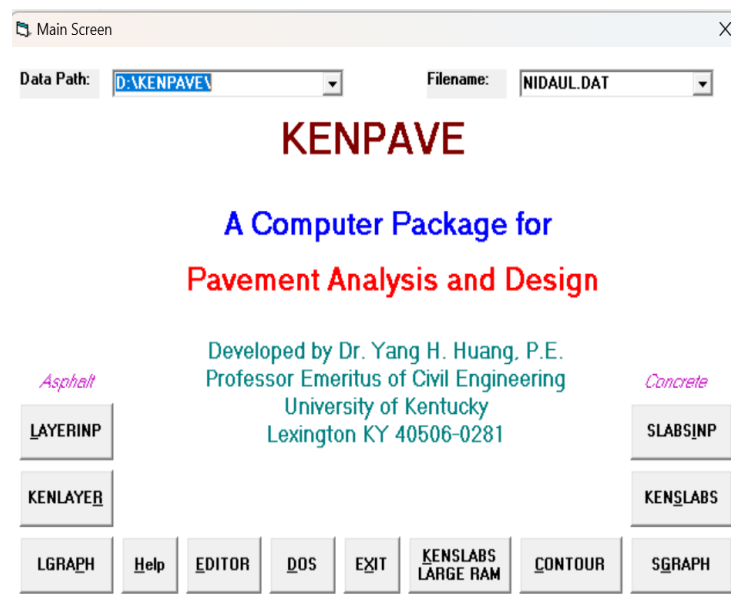 Main Screen
Data Path: D:\KENPAVE\ Filename: NIDAUL.DAT
KENPAVE
A Computer Package for
Pavement Analysis and Design
Developed by Dr. Yang H. Huang, P.E.
Professor Emeritus of Civil Engineering
University of Kentucky
Lexington KY 40506-0281
Asphalt
Concrete
LAYERINP
SLABSINP
KENLAYER
KENSLABS
LGRAPH
Help
EDITOR
DOS
EXIT
KENSLABS
LARGE RAM
CONTOUR
SGRAPH